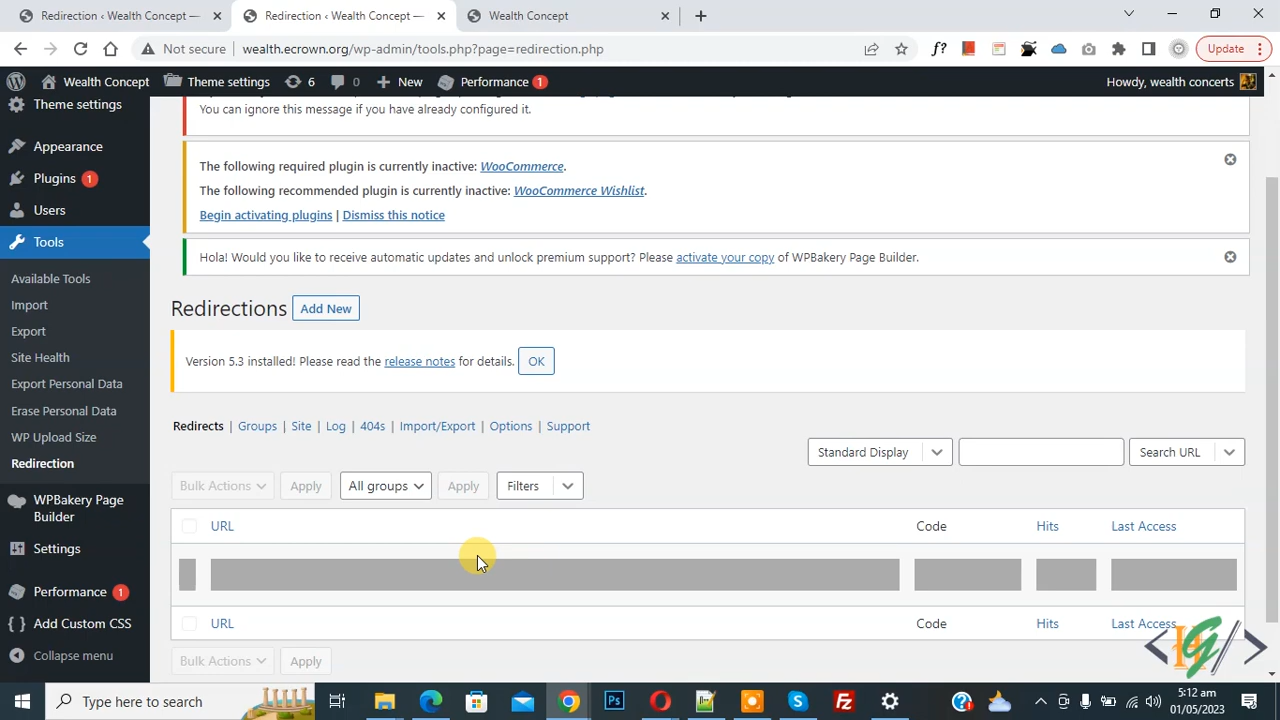 Redirection ‹ Wealth Concept —
Redirection ‹ Wealth Concept —
Wealth Concept
Not secure
wealth.ecrown.org/wp-admin/tools.php?page=redirection.php
f?
Update
Wealth Concept
Theme settings
6
0
New
Performance 1
Howdy, wealth concerts
Theme settings
Appearance
Plugins 1
Users
Tools
Available Tools
Import
Export
Site Health
Export Personal Data
Erase Personal Data
WP Upload Size
Redirection
WPBakery Page
Builder
Settings
Performance 1
Add Custom CSS
Collapse menu
You can ignore this message if you have already configured it.
The following required plugin is currently inactive: WooCommerce.
The following recommended plugin is currently inactive: WooCommerce Wishlist.
Begin activating plugins | Dismiss this notice
Hola! Would you like to receive automatic updates and unlock premium support? Please activate your copy of WPBakery Page Builder.
Redirections Add New
Version 5.3 installed! Please read the release notes for details. OK
Redirects | Groups | Site | Log | 404s | Import/Export | Options | Support
Standard Display
Search URL
Bulk Actions
Apply
All groups
Apply
Filters
URL Code Hits Last Access
URL Code Hits Last Access
Bulk Actions
Apply
Type here to search
Ps
5:12 am
01/05/2023